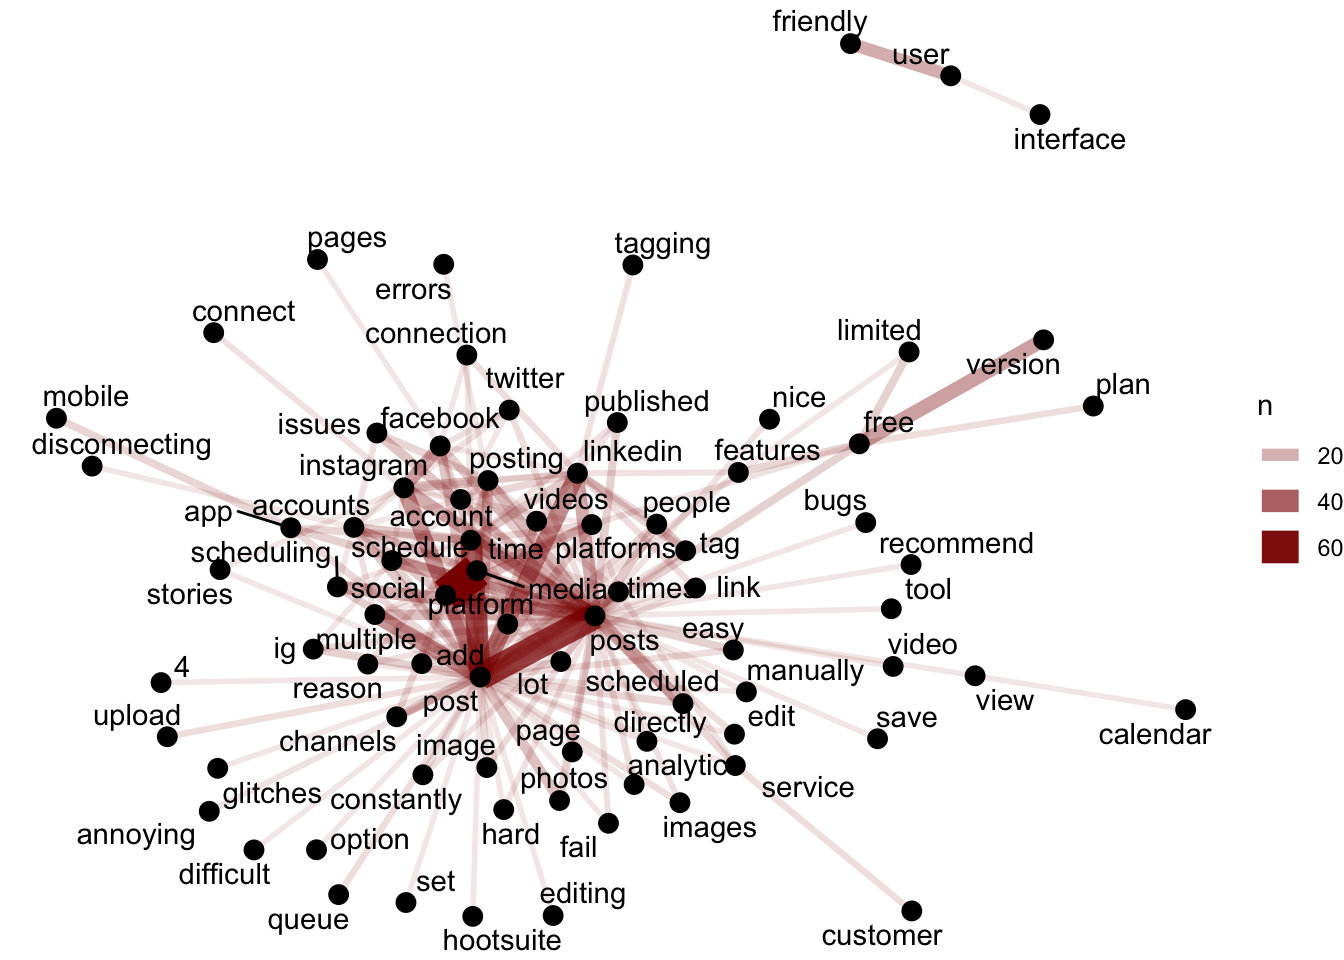 friendly
user
interface
pages
tagging
errors
connect
connection
limited
version
twitter
plan
mobile
published
nice
n
issues
facebook
free
disconnecting
linkedin
features
instagram
posting
20
accounts
videos
people
bugs
40
app
account
scheduling
schedule
time
platforms
tag
recommend
60
stories
social
media
times
link
tool
platform
ig
multiple
posts
easy
video
4
reason
add
lot
scheduled
manually
view
upload
post
directly
edit
save
calendar
channels
image
page
analytic
glitches
constantly
photos
service
annoying
option
hard
fail
images
difficult
set
editing
queue
hootsuite
customer